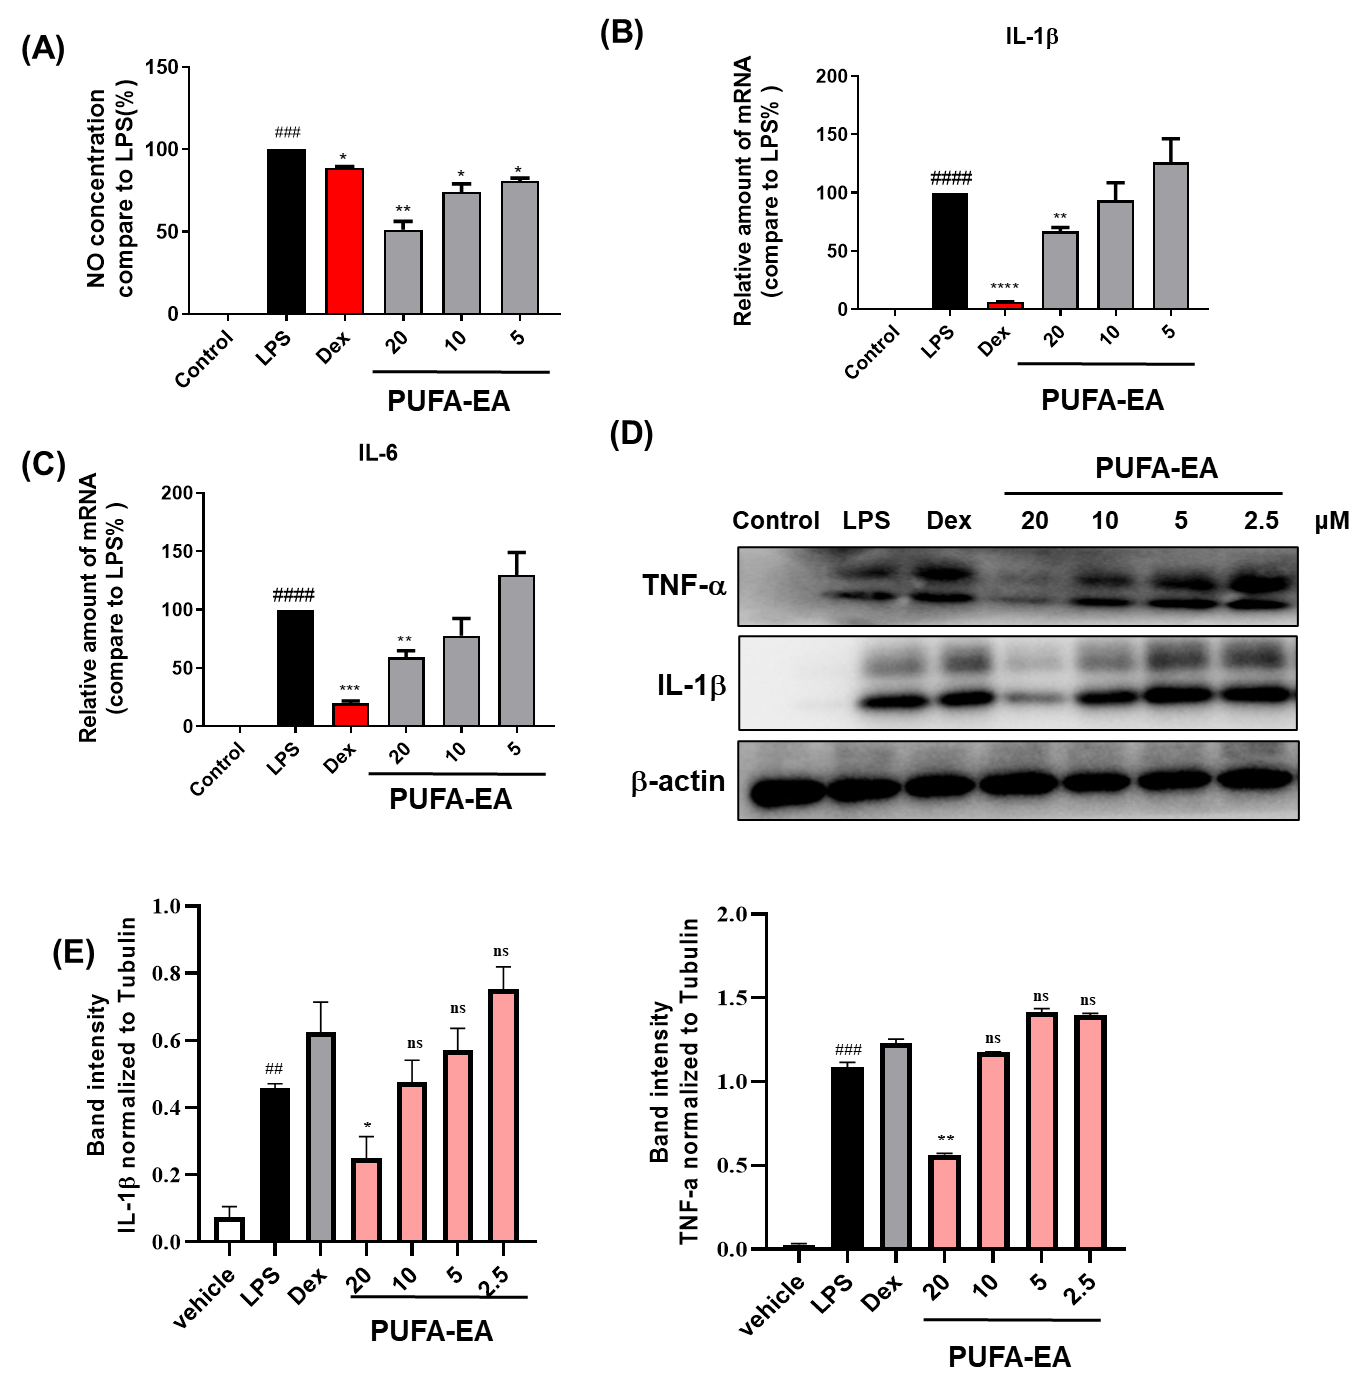 (A)
NO concentration
compare to LPS(%)
150
100
50
0
###
*
**
*
*
Control
LPS
Dex
20
10
5
PUFA-EA
(B)
IL-1β
Relative amount of mRNA
(compare to LPS% )
200
150
100
50
0
####
****
**
Control
LPS
Dex
20
10
5
PUFA-EA
(C)
IL-6
Relative amount of mRNA
(compare to LPS% )
200
150
100
50
0
####
***
**
Control
LPS
Dex
20
10
5
PUFA-EA
(D)
PUFA-EA
Control LPS Dex 20 10 5 2.5 μM
TNF-α
IL-1β
β-actin
(E)
Band intensity
IL-1β normalized to Tubulin
1.0
0.8
0.6
0.4
0.2
0.0
##
*
ns
ns
ns
vehicle
LPS
Dex
20
10
5
2.5
PUFA-EA
Band intensity
TNF-a normalized to Tubulin
2.0
1.5
1.0
0.5
0.0
###
**
ns
ns
ns
vehicle
LPS
Dex
20
10
5
2.5
PUFA-EA